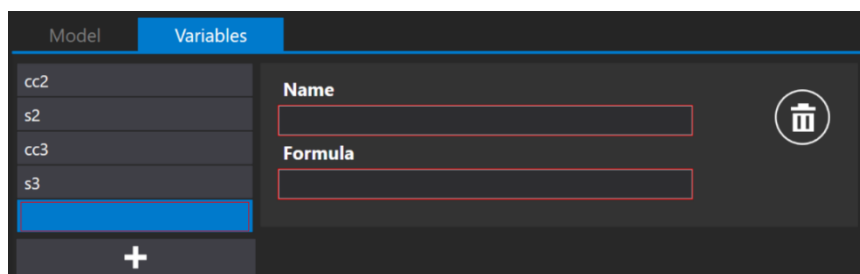 Model Variables
cc2
s2
cc3
s3
Name
Formula